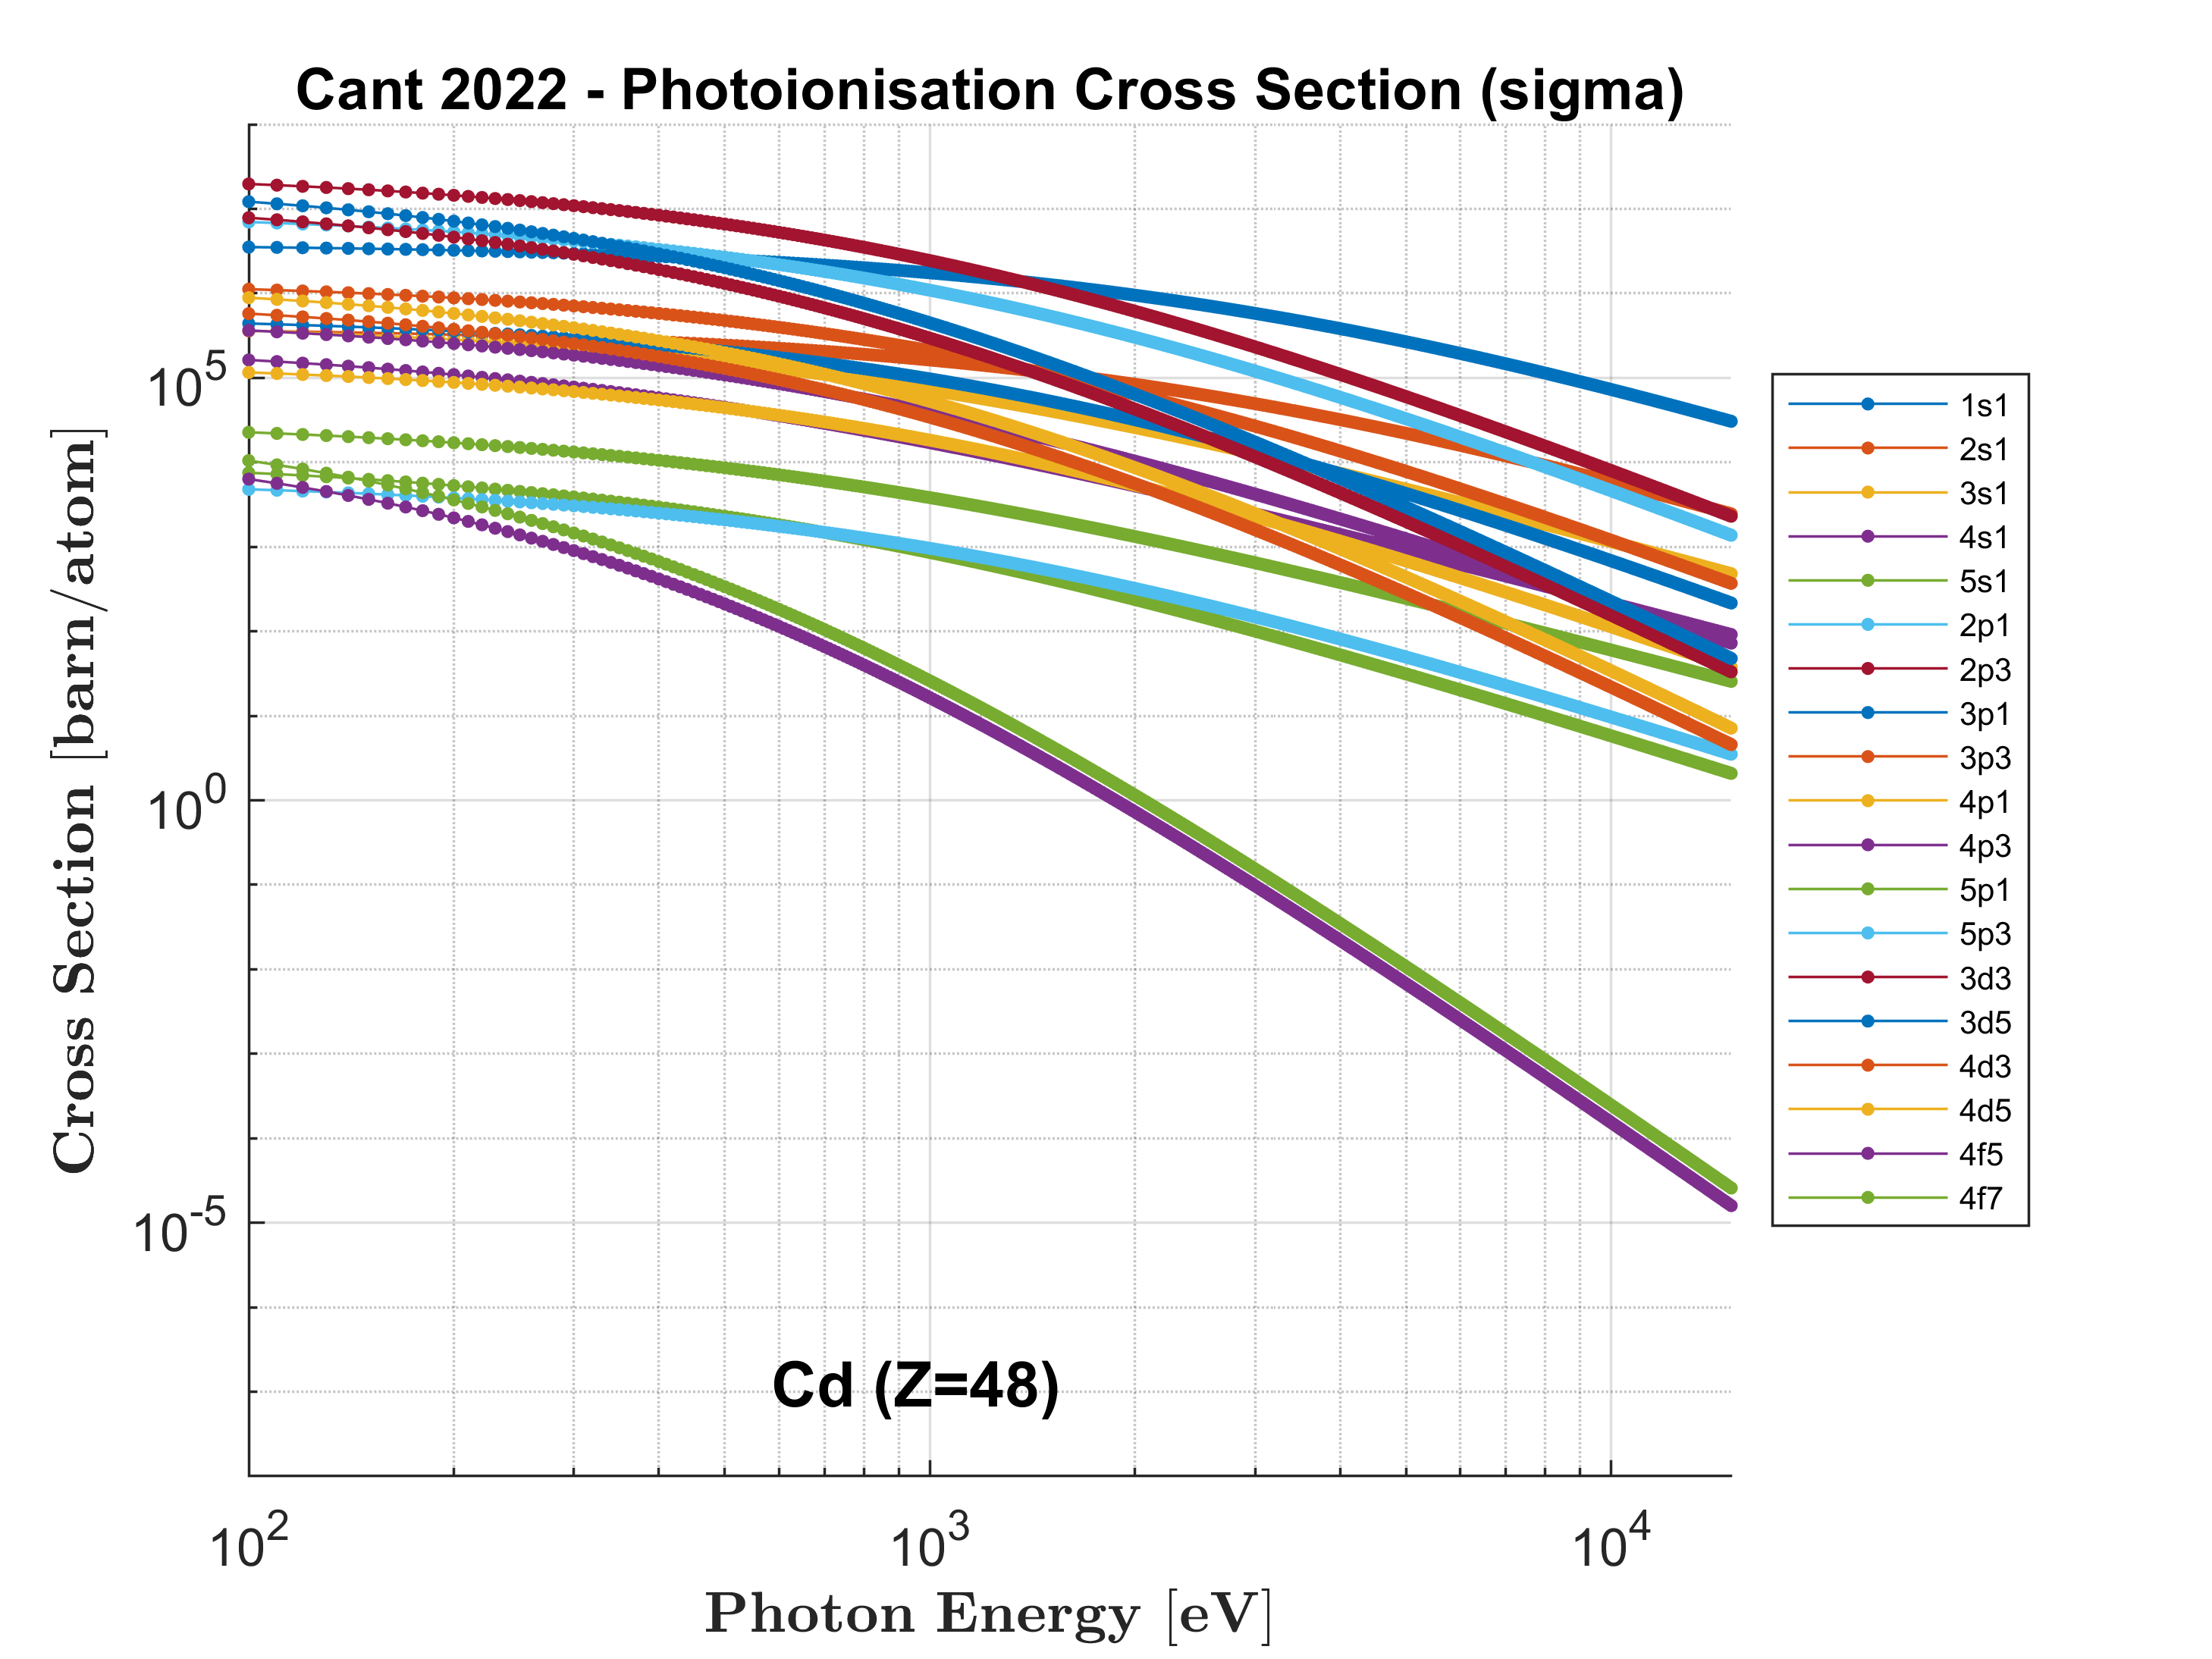 Cant 2022 - Photoionisation Cross Section (sigma)
Cross Section [barn/atom]
10^5
10^0
10^-5
Cd (Z=48)
10^2
10^3
10^4
Photon Energy [eV]
1s1
2s1
3s1
4s1
5s1
2p1
2p3
3p1
3p3
4p1
4p3
5p1
5p3
3d3
3d5
4d3
4d5
4f5
4f7